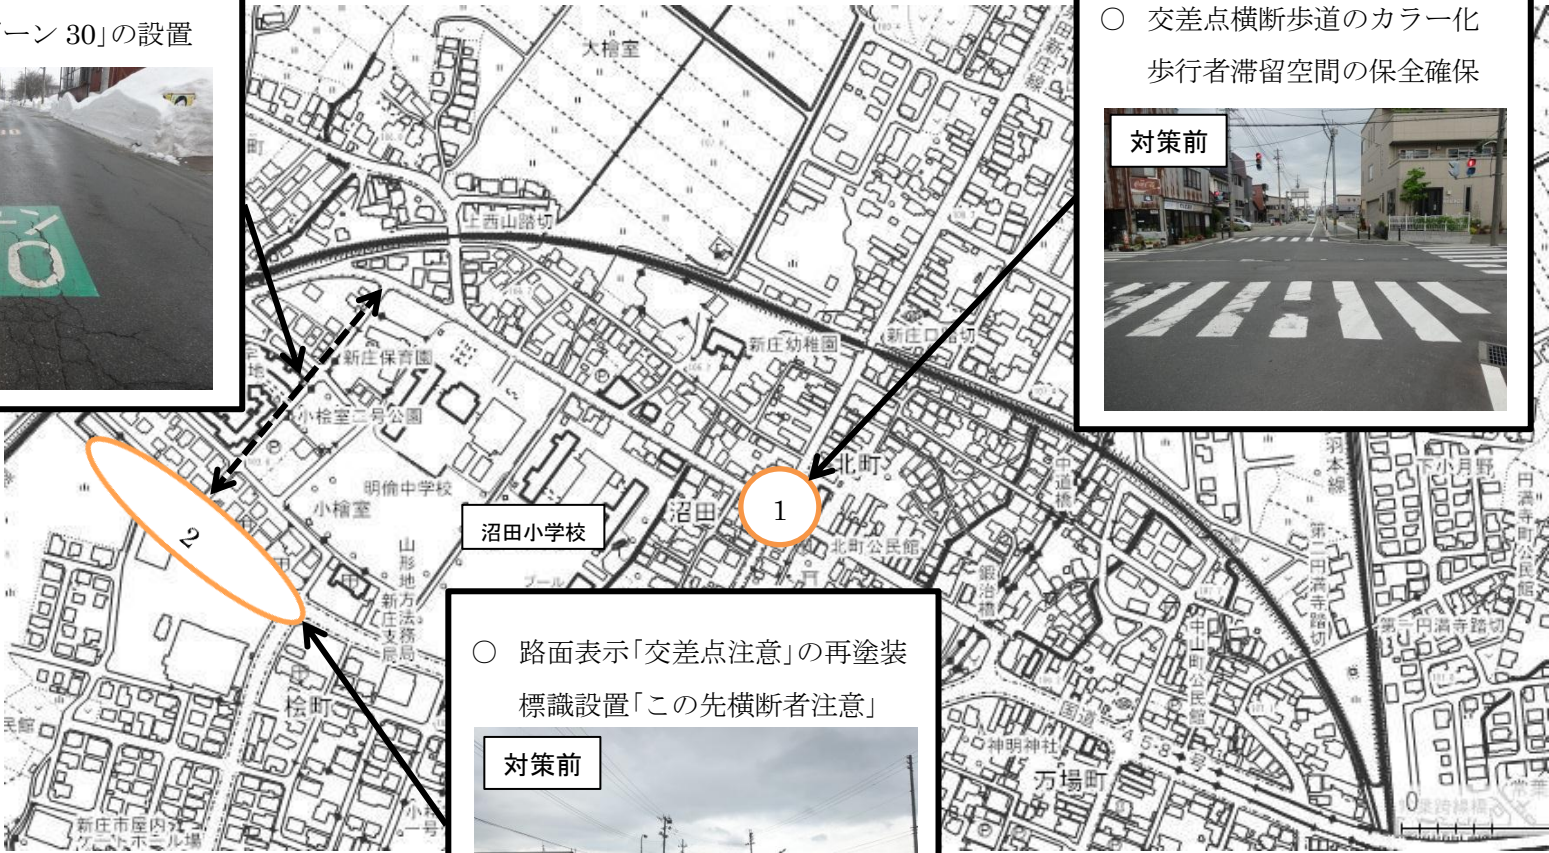 ーン 30」の設置
○ 交差点横断歩道のカラー化
歩行者滞留空間の保全確保
対策前
大檜室
上西山踏切
新庄保育園
小桧室二号公園
新庄幼稚園
新庄口踏切
北町
沼田
1
北町公民館
明倫中学校
小檜室
沼田小学校
プール
2
山形地方法務局
新庄支局
桧町
中道橋
鍛冶橋
中山町公民館
国道458号
神明神社
万場町
第二円満寺踏切
第一円満寺踏切
下小月野
円満寺町公民館
新庄市屋内
ゲートボール場
○ 路面表示「交差点注意」の再塗装
標識設置「この先横断者注意」
対策前
0